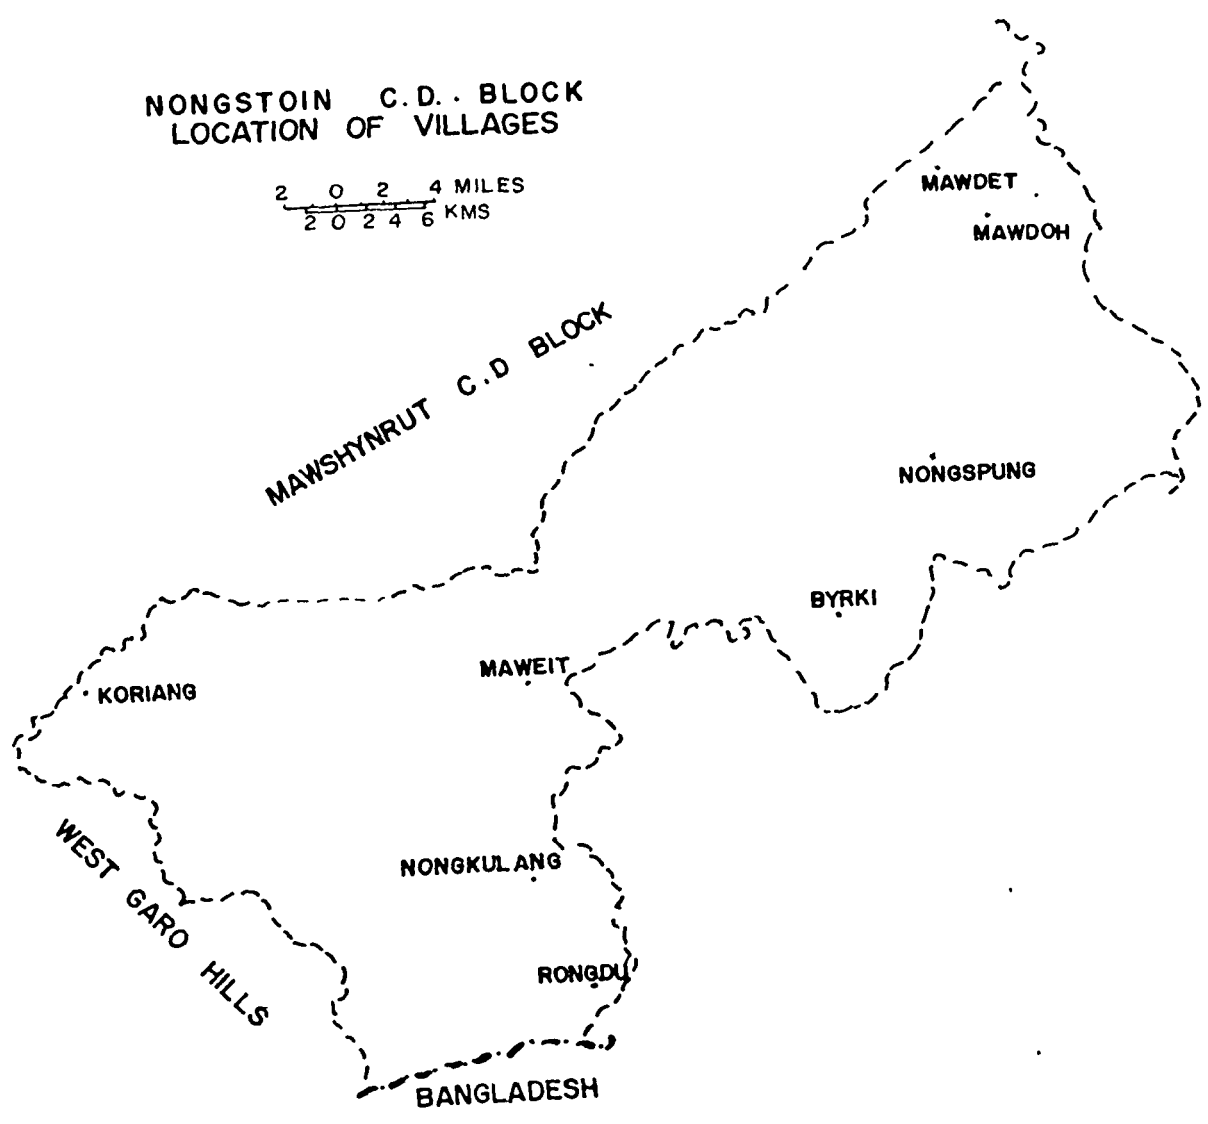 NONGSTOIN C.D.. BLOCK
LOCATION OF VILLAGES
2 0 2 4 MILES
2 0 2 4 6 KMS
MAWDET
MAWDOH
MAWSHYNRUT C.D BLOCK
NONGSPUNG
BYRKI
MAWEIT
KORIANG
WEST GARO HILLS
NONGKULANG
RONGDU
BANGLADESH